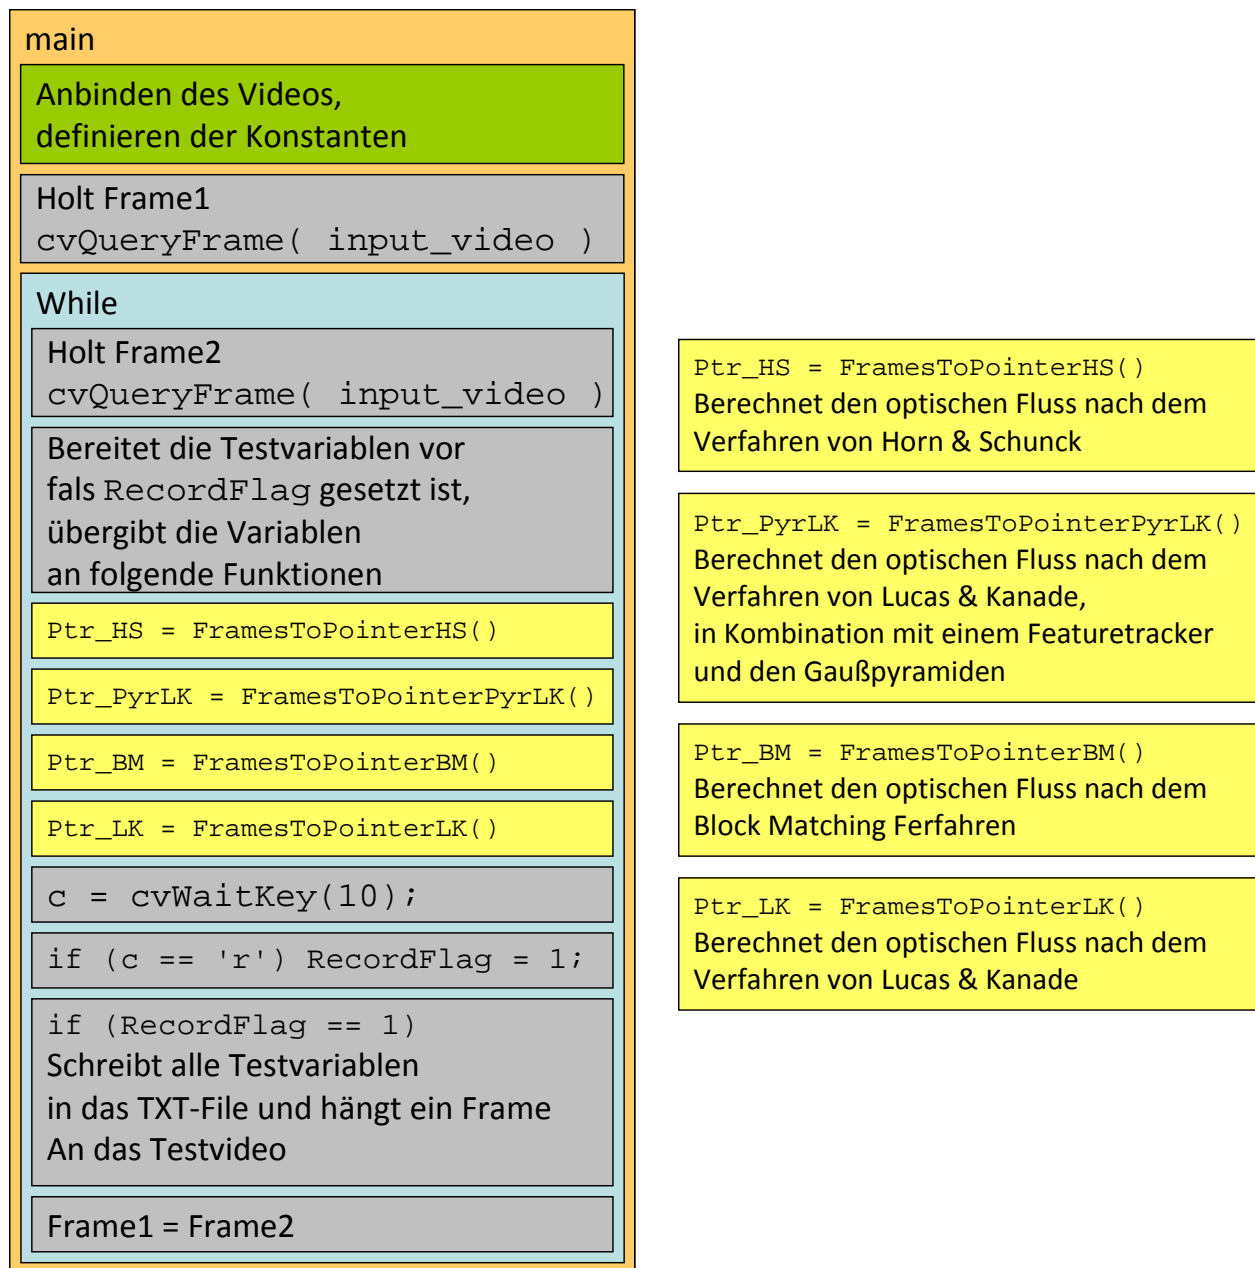 main
Anbinden des Videos,
definieren der Konstanten
Holt Frame1
cvQueryFrame( input_video )
While
Holt Frame2
cvQueryFrame( input_video )
Bereitet die Testvariablen vor
fals RecordFlag gesetzt ist,
übergibt die Variablen
an folgende Funktionen
Ptr_HS = FramesToPointerHS()
Ptr_PyrLK = FramesToPointerPyrLK()
Ptr_BM = FramesToPointerBM()
Ptr_LK = FramesToPointerLK()
c = cvWaitKey(10);
if (c == 'r') RecordFlag = 1;
if (RecordFlag == 1)
Schreibt alle Testvariablen
in das TXT-File und hängt ein Frame
An das Testvideo
Frame1 = Frame2
Ptr_HS = FramesToPointerHS()
Berechnet den optischen Fluss nach dem
Verfahren von Horn & Schunck
Ptr_PyrLK = FramesToPointerPyrLK()
Berechnet den optischen Fluss nach dem
Verfahren von Lucas & Kanade,
in Kombination mit einem Featuretracker
und den Gaußpyramiden
Ptr_BM = FramesToPointerBM()
Berechnet den optischen Fluss nach dem
Block Matching Ferfahren
Ptr_LK = FramesToPointerLK()
Berechnet den optischen Fluss nach dem
Verfahren von Lucas & Kanade